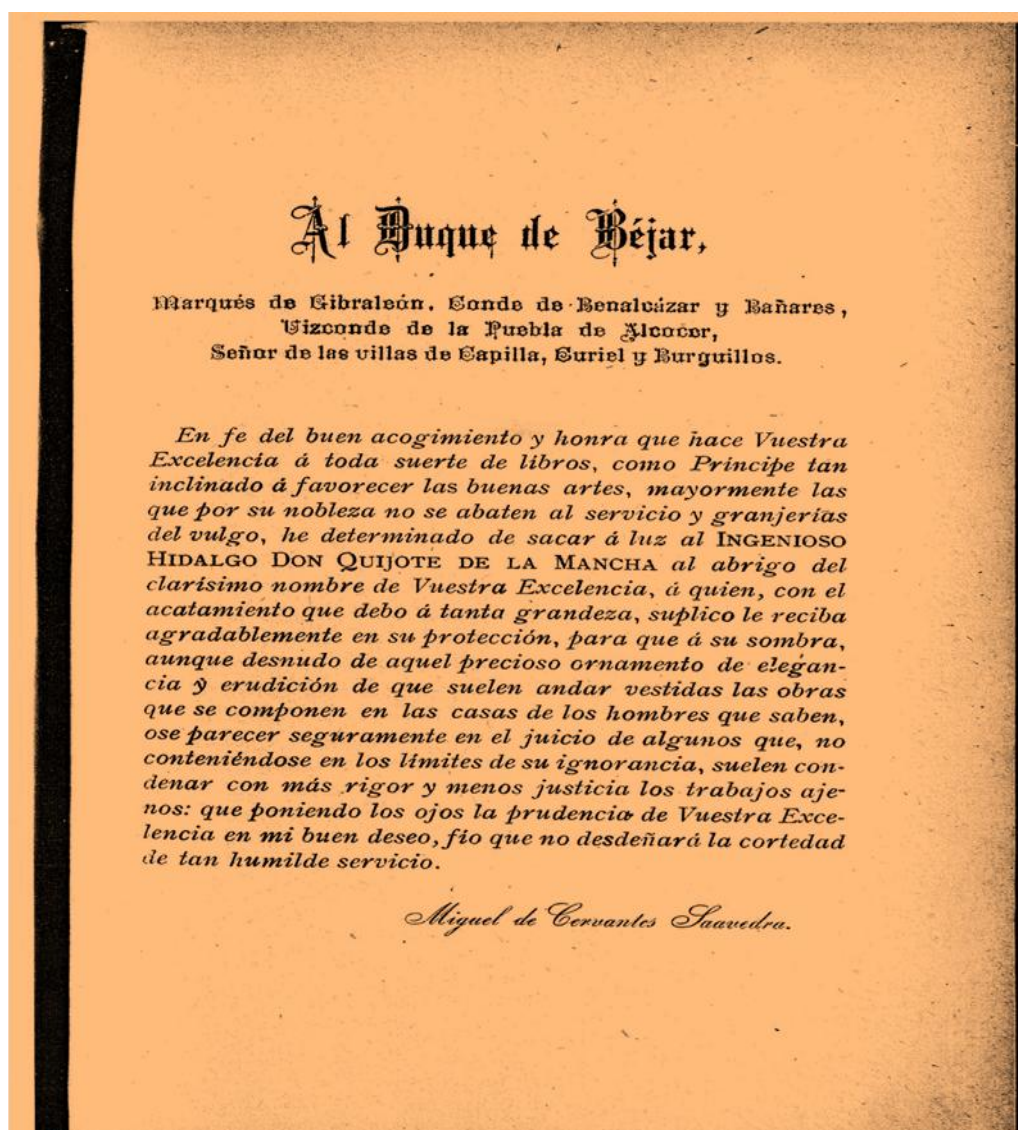 Al Duque de Béjar,
Marqués de Gibraleón, Conde de Benalcázar y Bañares,
Vizconde de la Puebla de Alcocer,
Señor de las villas de Capilla, Curiel y Burguillos.
En fe del buen acogimiento y honra que hace Vuestra
Excelencia á toda suerte de libros, como Príncipe tan
inclinado á favorecer las buenas artes, mayormente las
que por su nobleza no se abaten al servicio y granjerías
del vulgo, he determinado de sacar á luz al INGENIOSO
HIDALGO DON QUIJOTE DE LA MANCHA al abrigo del
clarísimo nombre de Vuestra Excelencia, á quien, con el
acatamiento que debo á tanta grandeza, suplico le reciba
agradablemente en su protección, para que á su sombra,
aunque desnudo de aquel precioso ornamento de elegan-
cia y erudición de que suelen andar vestidas las obras
que se componen en las casas de los hombres que saben,
ose parecer seguramente en el juicio de algunos que, no
conteniéndose en los límites de su ignorancia, suelen con-
denar con más rigor y menos justicia los trabajos aje-
nos: que poniendo los ojos la prudencia de Vuestra Exce-
lencia en mi buen deseo, fío que no desdeñará la cortedad
de tan humilde servicio.
Miguel de Cervantes Saavedra.